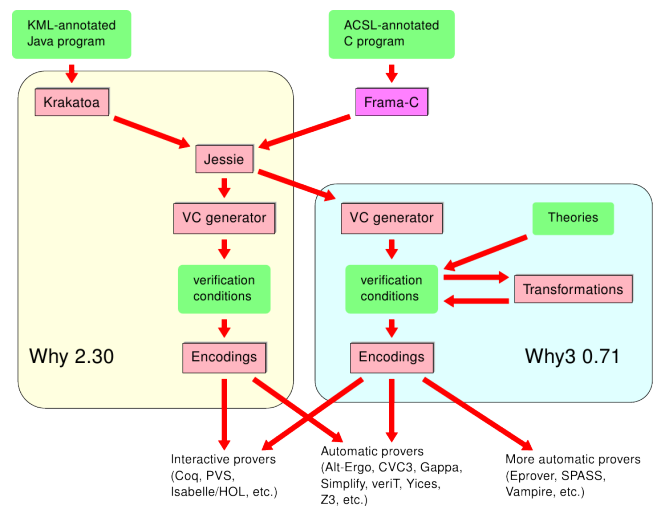 KML-annotated
Java program
ACSL-annotated
C program
Krakatoa
Frama-C
Jessie
VC generator
VC generator
Theories
verification
conditions
verification
conditions
Transformations
Why 2.30
Encodings
Encodings
Why3 0.71
Interactive provers
(Coq, PVS,
Isabelle/HOL, etc.)
Automatic provers
(Alt-Ergo, CVC3, Gappa,
Simplify, veriT, Yices,
Z3, etc.)
More automatic provers
(Eprover, SPASS,
Vampire, etc.)